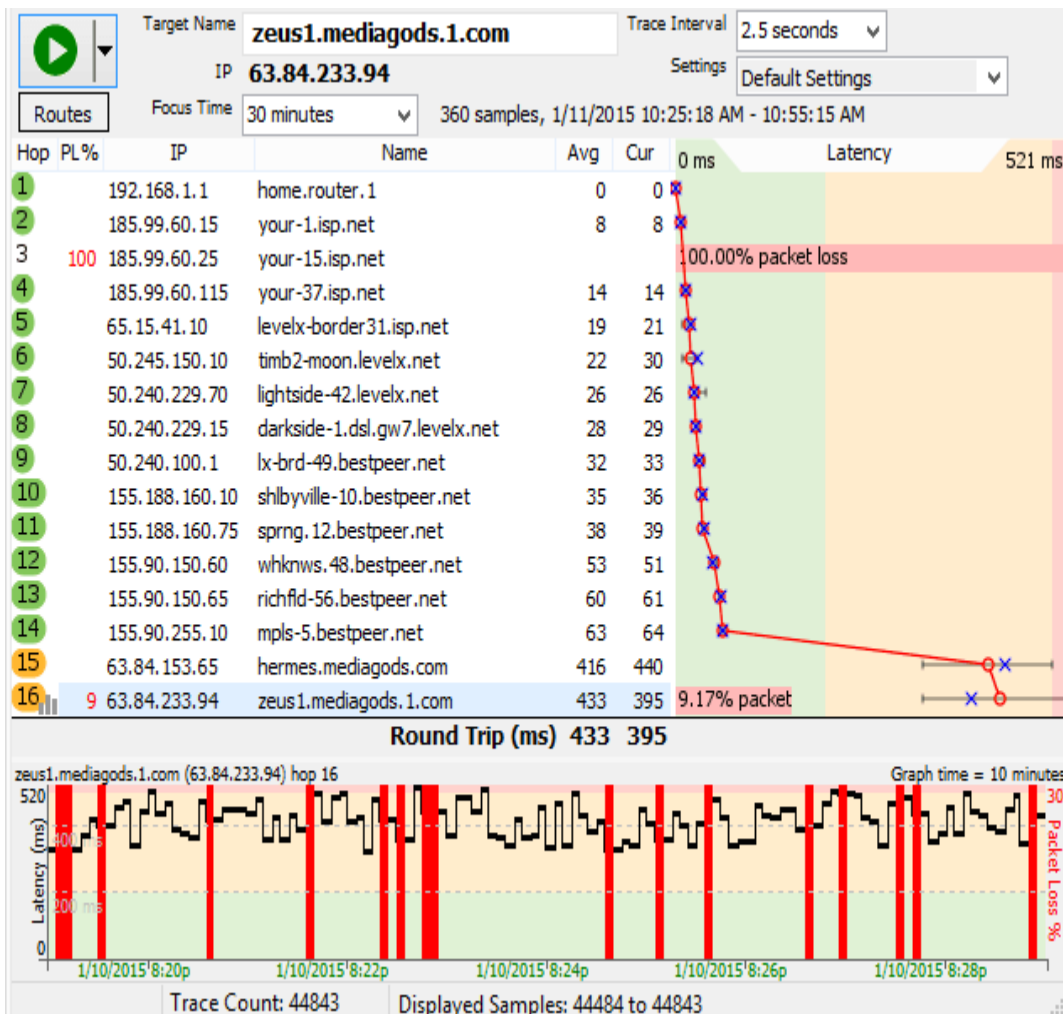 Target Name zeus1.mediagods.1.com Trace Interval 2.5 seconds
IP 63.84.233.94 Settings Default Settings
Routes Focus Time 30 minutes 360 samples, 1/11/2015 10:25:18 AM - 10:55:15 AM
Hop PL% IP Name Avg Cur 0 ms Latency 521 ms
1 192.168.1.1 home.router.1 0 0
2 185.99.60.15 your-1.isp.net 8 8
3 100 185.99.60.25 your-15.isp.net 100.00% packet loss
4 185.99.60.115 your-37.isp.net 14 14
5 65.15.41.10 levelx-border31.isp.net 19 21
6 50.245.150.10 timb2-moon.levelx.net 22 30
7 50.240.229.70 lightside-42.levelx.net 26 26
8 50.240.229.15 darkside-1.dsl.gw7.levelx.net 28 29
9 50.240.100.1 lx-brd-49.bestpeer.net 32 33
10 155.188.160.10 shlbyville-10.bestpeer.net 35 36
11 155.188.160.75 sprng.12.bestpeer.net 38 39
12 155.90.150.60 whknws.48.bestpeer.net 53 51
13 155.90.150.65 richfld-56.bestpeer.net 60 61
14 155.90.255.10 mpls-5.bestpeer.net 63 64
15 63.84.153.65 hermes.mediagods.com 416 440
16 9 63.84.233.94 zeus1.mediagods.1.com 433 395 9.17% packet
Round Trip (ms) 433 395
zeus1.mediagods.1.com (63.84.233.94) hop 16 Graph time = 10 minutes
520 30
400 ms
200 ms
0
Latency (ms)
Packet Loss %
1/10/2015 8:20p 1/10/2015 8:22p 1/10/2015 8:24p 1/10/2015 8:26p 1/10/2015 8:28p
Trace Count: 44843 Displayed Samples: 44484 to 44843